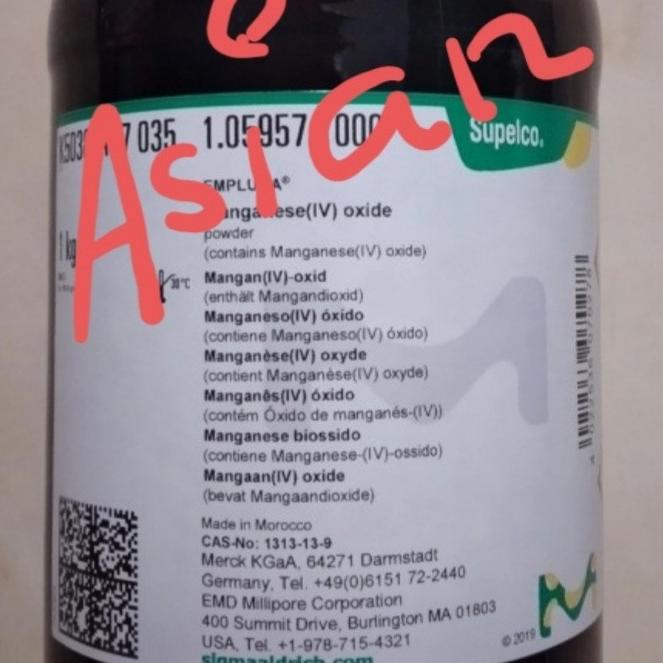 Asian
035 1.05957
Supelco.
EMPLURA®
Manganese(IV) oxide
1 kg
powder
(contains Manganese(IV) oxide)
30°C
Mangan(IV)-oxid
(enthält Mangandioxid)
Manganeso(IV) óxido
(contiene Manganeso(IV) óxido)
Manganèse(IV) oxyde
(contient Manganèse(IV) oxyde)
Manganês(IV) óxido
(contém Óxido de manganés-(IV))
Manganese biossido
(contiene Manganese-(IV)-ossido)
Mangaan(IV) oxide
(bevat Mangaandioxide)
Made in Morocco
CAS-No: 1313-13-9
Merck KGaA, 64271 Darmstadt
Germany, Tel. +49(0)6151 72-2440
EMD Millipore Corporation
400 Summit Drive, Burlington MA 01803
USA, Tel. +1-978-715-4321
© 2019
sigmaaldrich.com